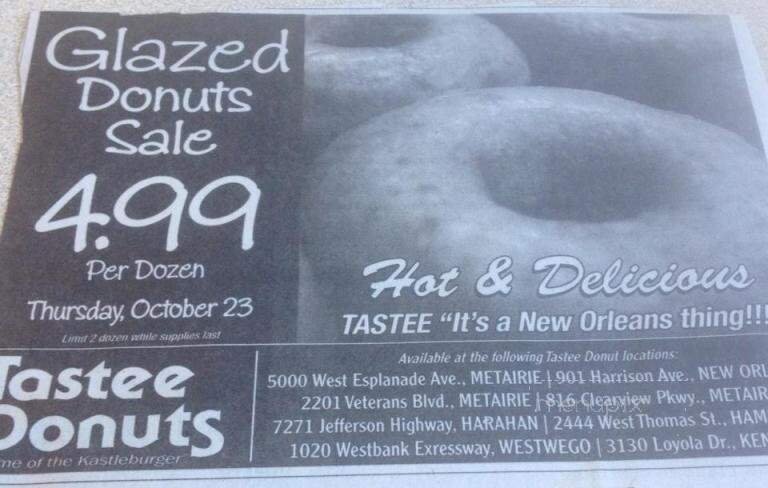 Glazed
Donuts
Sale
4.99
Per Dozen
Thursday, October 23
Limit 2 dozen while supplies last
Hot & Delicious
TASTEE "It's a New Orleans thing!!!
Tastee
Donuts
me of the Kastleburger
Available at the following Tastee Donut locations:
5000 West Esplanade Ave., METAIRIE | 901 Harrison Ave., NEW ORL
2201 Veterans Blvd., METAIRIE | 816 Clearview Pkwy., METAIR
7271 Jefferson Highway, HARAHAN | 2444 West Thomas St., HAM
1020 Westbank Exressway, WESTWEGO | 3130 Loyola Dr., KEN
menupix